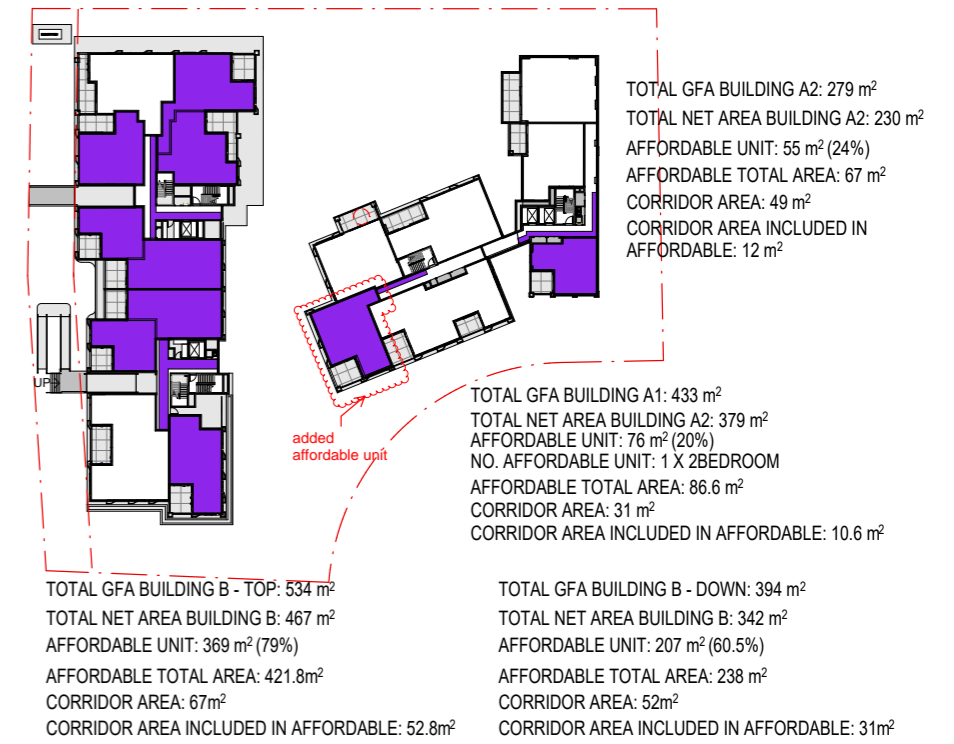 TOTAL GFA BUILDING A2: 279 m²
TOTAL NET AREA BUILDING A2: 230 m²
AFFORDABLE UNIT: 55 m² (24%)
AFFORDABLE TOTAL AREA: 67 m²
CORRIDOR AREA: 49 m²
CORRIDOR AREA INCLUDED IN
AFFORDABLE: 12 m²
UP
added
affordable unit
TOTAL GFA BUILDING A1: 433 m²
TOTAL NET AREA BUILDING A2: 379 m²
AFFORDABLE UNIT: 76 m² (20%)
NO. AFFORDABLE UNIT: 1 X 2BEDROOM
AFFORDABLE TOTAL AREA: 86.6 m²
CORRIDOR AREA: 31 m²
CORRIDOR AREA INCLUDED IN AFFORDABLE: 10.6 m²
TOTAL GFA BUILDING B - TOP: 534 m²
TOTAL NET AREA BUILDING B: 467 m²
AFFORDABLE UNIT: 369 m² (79%)
AFFORDABLE TOTAL AREA: 421.8m²
CORRIDOR AREA: 67m²
CORRIDOR AREA INCLUDED IN AFFORDABLE: 52.8m²
TOTAL GFA BUILDING B - DOWN: 394 m²
TOTAL NET AREA BUILDING B: 342 m²
AFFORDABLE UNIT: 207 m² (60.5%)
AFFORDABLE TOTAL AREA: 238 m²
CORRIDOR AREA: 52m²
CORRIDOR AREA INCLUDED IN AFFORDABLE: 31m²